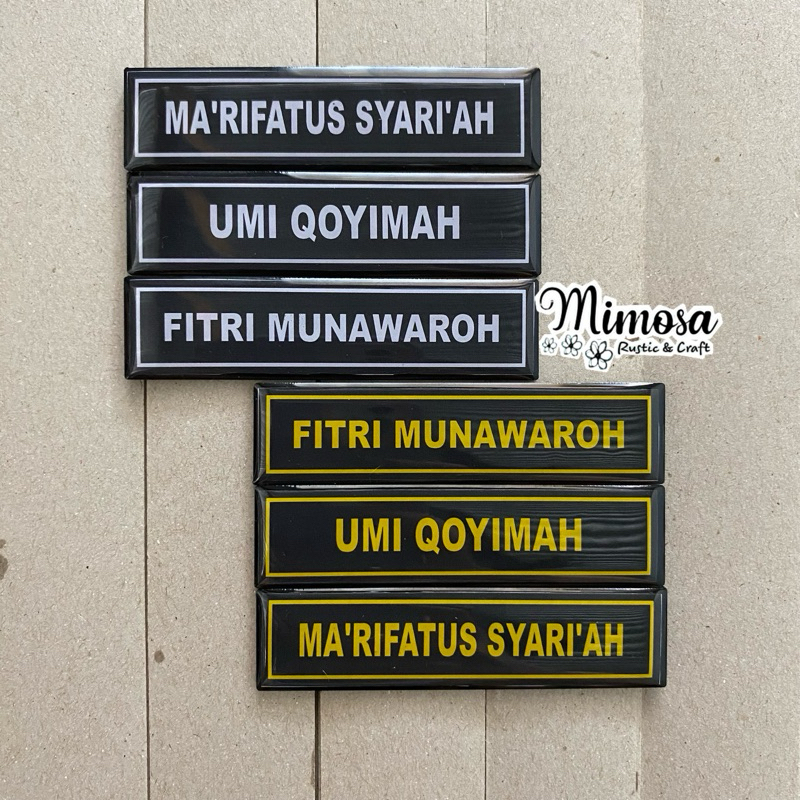 MA'RIFATUS SYARI'AH
UMI QOYIMAH
FITRI MUNAWAROH
Mimosa
Rustic & Craft
FITRI MUNAWAROH
UMI QOYIMAH
MA'RIFATUS SYARI'AH